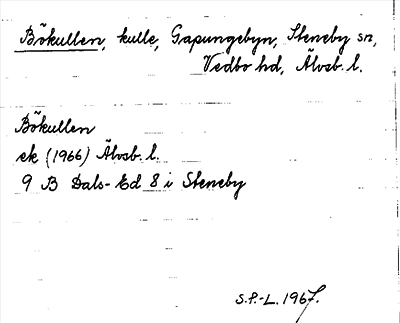 Bökullen, kulle, Gapungebyn, Steneby sn,
Vedbo hd, Älvsb. l.
Bökullen
ek (1966) Älvsb. l.
9 B Dals-Ed 8 i Steneby
S.P.-L. 1967.